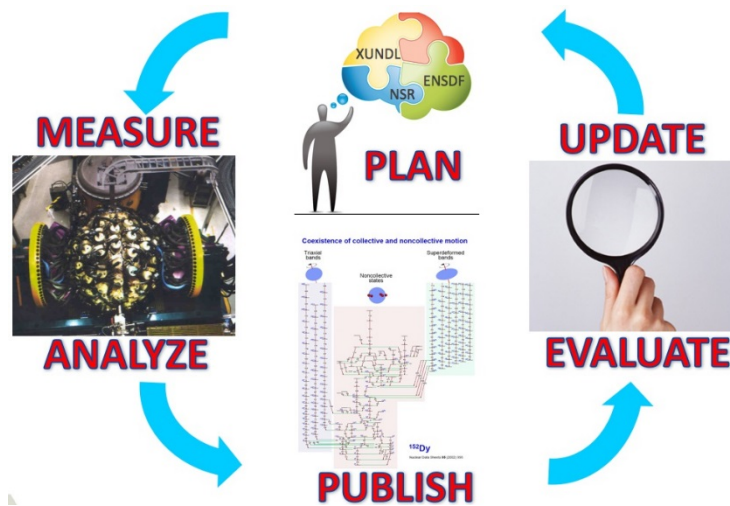 XUNDL
ENSDF
NSR
PLAN
MEASURE
UPDATE
Coexistence of collective and noncollective motion
Triaxial
bands
Superdeformed
bands
Noncollective
states
ANALYZE
EVALUATE
152Dy
PUBLISH